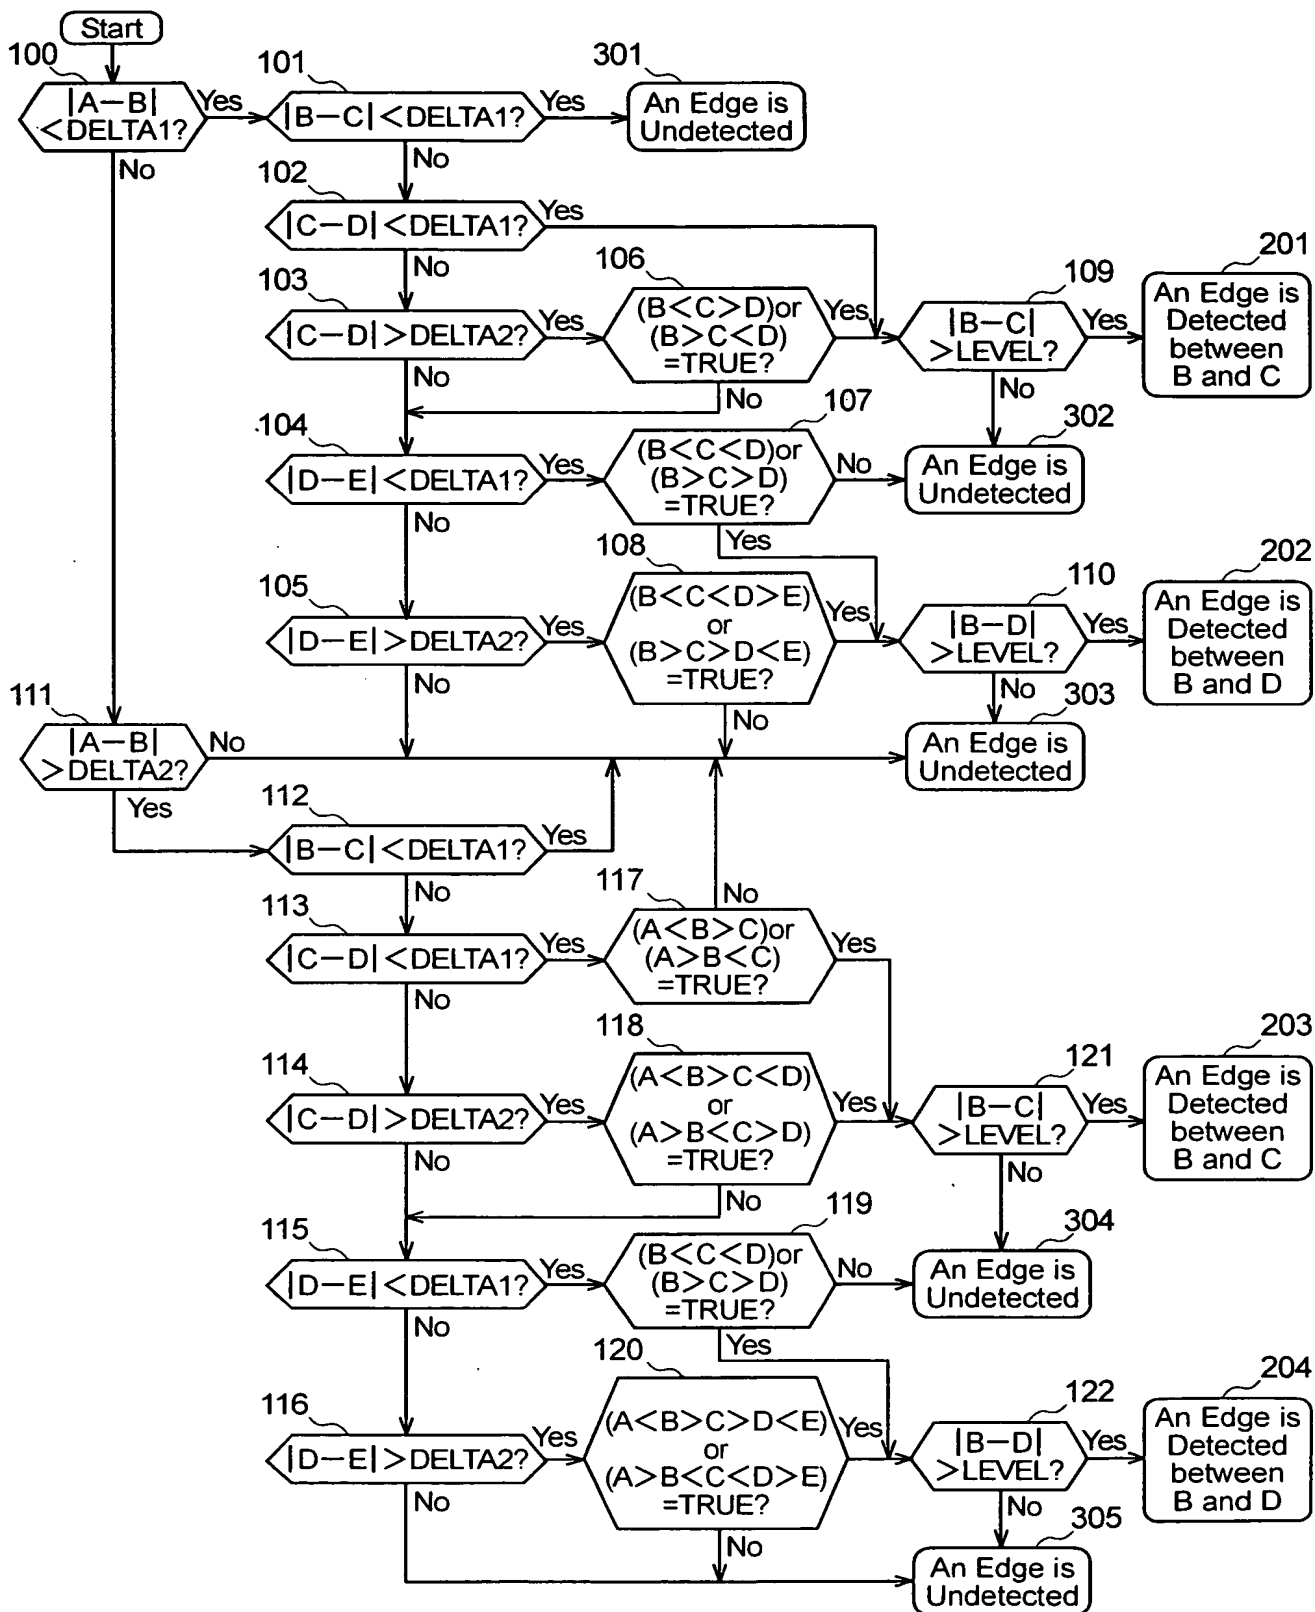 Start
100
|A−B|
<DELTA1?
Yes
No
101
|B−C|<DELTA1?
Yes
No
301
An Edge is
Undetected
102
|C−D|<DELTA1?
Yes
No
103
|C−D|>DELTA2?
Yes
No
106
(B<C>D)or
(B>C<D)
=TRUE?
Yes
No
109
|B−C|
>LEVEL?
Yes
No
201
An Edge is
Detected
between
B and C
104
|D−E|<DELTA1?
Yes
No
107
(B<C<D)or
(B>C>D)
=TRUE?
No
Yes
302
An Edge is
Undetected
105
|D−E|>DELTA2?
Yes
No
108
(B<C<D>E)
or
(B>C>D<E)
=TRUE?
Yes
No
110
|B−D|
>LEVEL?
Yes
No
202
An Edge is
Detected
between
B and D
111
|A−B|
>DELTA2?
No
Yes
303
An Edge is
Undetected
112
|B−C|<DELTA1?
Yes
No
113
|C−D|<DELTA1?
Yes
No
117
No
(A<B>C)or
(A>B<C)
=TRUE?
Yes
114
|C−D|>DELTA2?
Yes
No
118
(A<B>C<D)
or
(A>B<C>D)
=TRUE?
Yes
No
121
|B−C|
>LEVEL?
Yes
No
203
An Edge is
Detected
between
B and C
115
|D−E|<DELTA1?
Yes
No
119
(B<C<D)or
(B>C>D)
=TRUE?
No
Yes
304
An Edge is
Undetected
116
|D−E|>DELTA2?
Yes
No
120
(A<B>C>D<E)
or
(A>B<C<D>E)
=TRUE?
Yes
No
122
|B−D|
>LEVEL?
Yes
No
204
An Edge is
Detected
between
B and D
305
An Edge is
Undetected